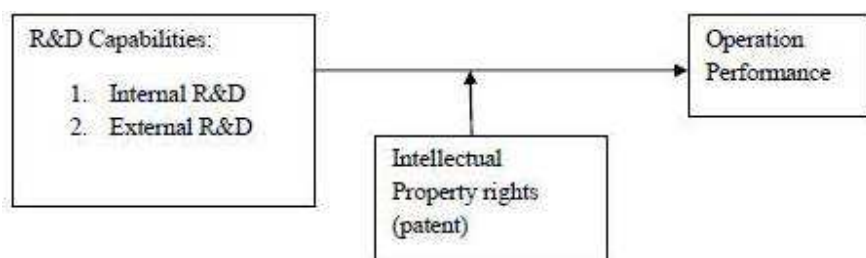 R&D Capabilities:
1. Internal R&D
2. External R&D
Operation
Performance
Intellectual
Property rights
(patent)